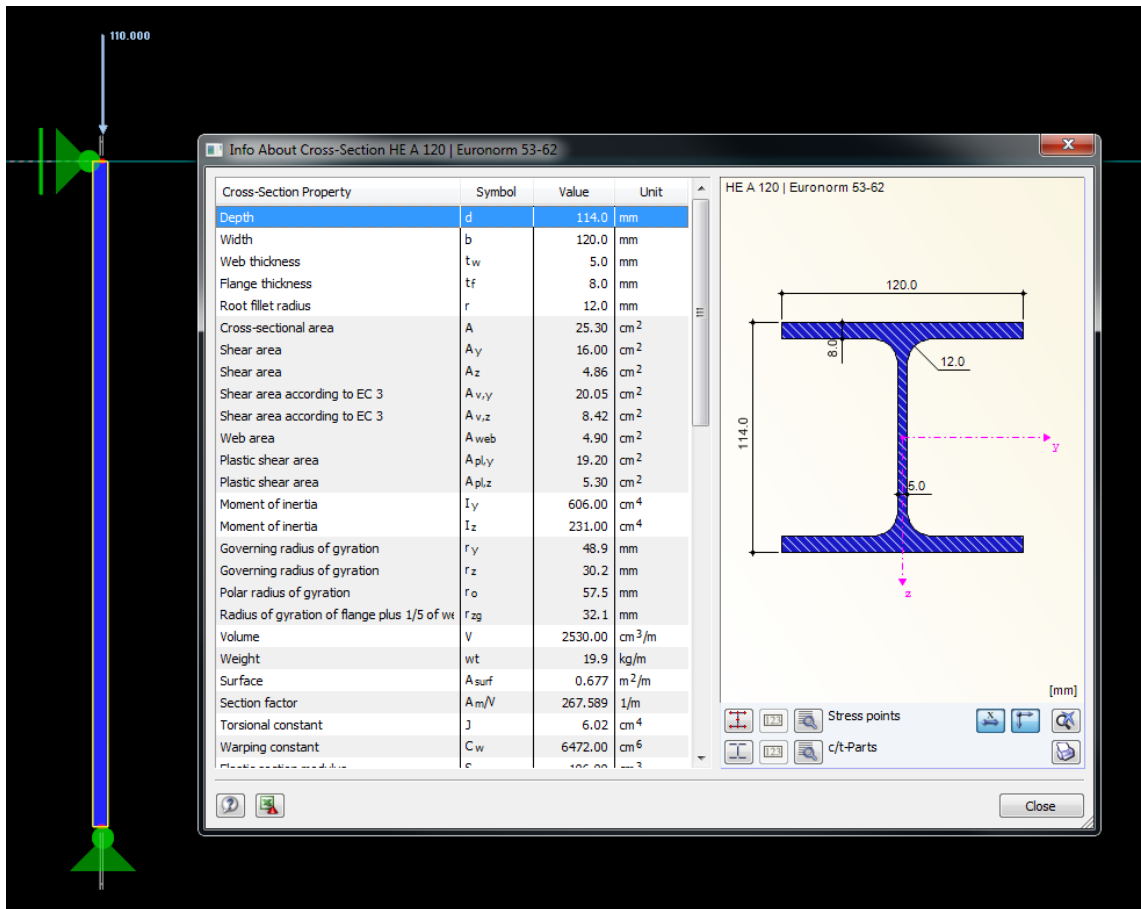 110.000
Info About Cross-Section HE A 120 | Euronorm 53-62
Cross-Section Property Symbol Value Unit
Depth d 114.0 mm
Width b 120.0 mm
Web thickness tw 5.0 mm
Flange thickness tf 8.0 mm
Root fillet radius r 12.0 mm
Cross-sectional area A 25.30 cm2
Shear area Ay 16.00 cm2
Shear area Az 4.86 cm2
Shear area according to EC 3 Av,y 20.05 cm2
Shear area according to EC 3 Av,z 8.42 cm2
Web area Aweb 4.90 cm2
Plastic shear area Apl,y 19.20 cm2
Plastic shear area Apl,z 5.30 cm2
Moment of inertia Iy 606.00 cm4
Moment of inertia Iz 231.00 cm4
Governing radius of gyration ry 48.9 mm
Governing radius of gyration rz 30.2 mm
Polar radius of gyration ro 57.5 mm
Radius of gyration of flange plus 1/5 of we rzg 32.1 mm
Volume V 2530.00 cm3/m
Weight wt 19.9 kg/m
Surface Asurf 0.677 m2/m
Section factor Am/V 267.589 1/m
Torsional constant J 6.02 cm4
Warping constant Cw 6472.00 cm6
HE A 120 | Euronorm 53-62
120.0
8.0
12.0
114.0
y
5.0
z
[mm]
Stress points
c/t-Parts
Close